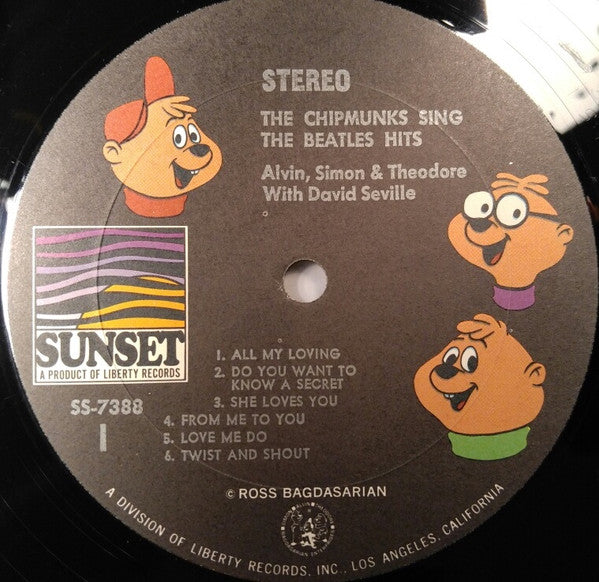 STEREO
THE CHIPMUNKS SING
THE BEATLES HITS
Alvin, Simon & Theodore
With David Seville
SUNSET
A PRODUCT OF LIBERTY RECORDS
SS-7388
1
1. ALL MY LOVING
2. DO YOU WANT TO
KNOW A SECRET
3. SHE LOVES YOU
4. FROM ME TO YOU
5. LOVE ME DO
6. TWIST AND SHOUT
© ROSS BAGDASARIAN
A DIVISION OF LIBERTY RECORDS, INC., LOS ANGELES, CALIFORNIA